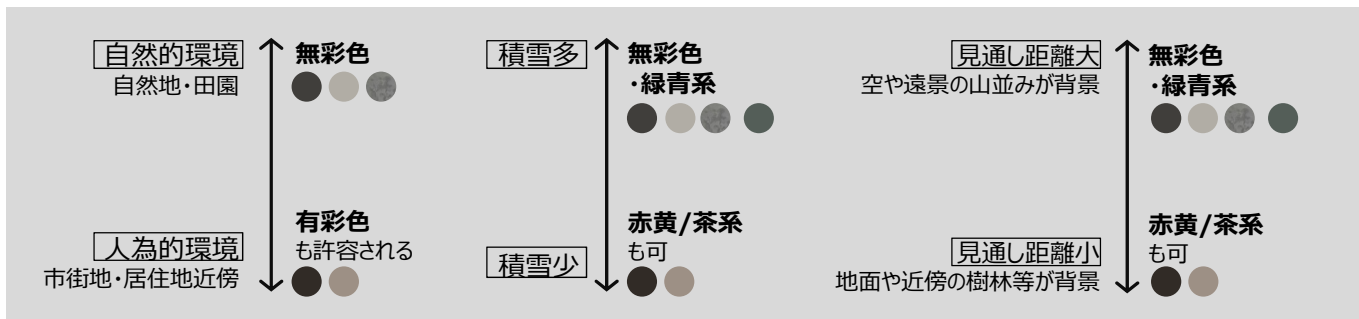 自然的環境
自然地・田園
無彩色
人為的環境
市街地・居住地近傍
有彩色
も許容される
積雪多
無彩色
・緑青系
積雪少
赤黄/茶系
も可
見通し距離大
空や遠景の山並みが背景
無彩色
・緑青系
見通し距離小
地面や近傍の樹林等が背景
赤黄/茶系
も可